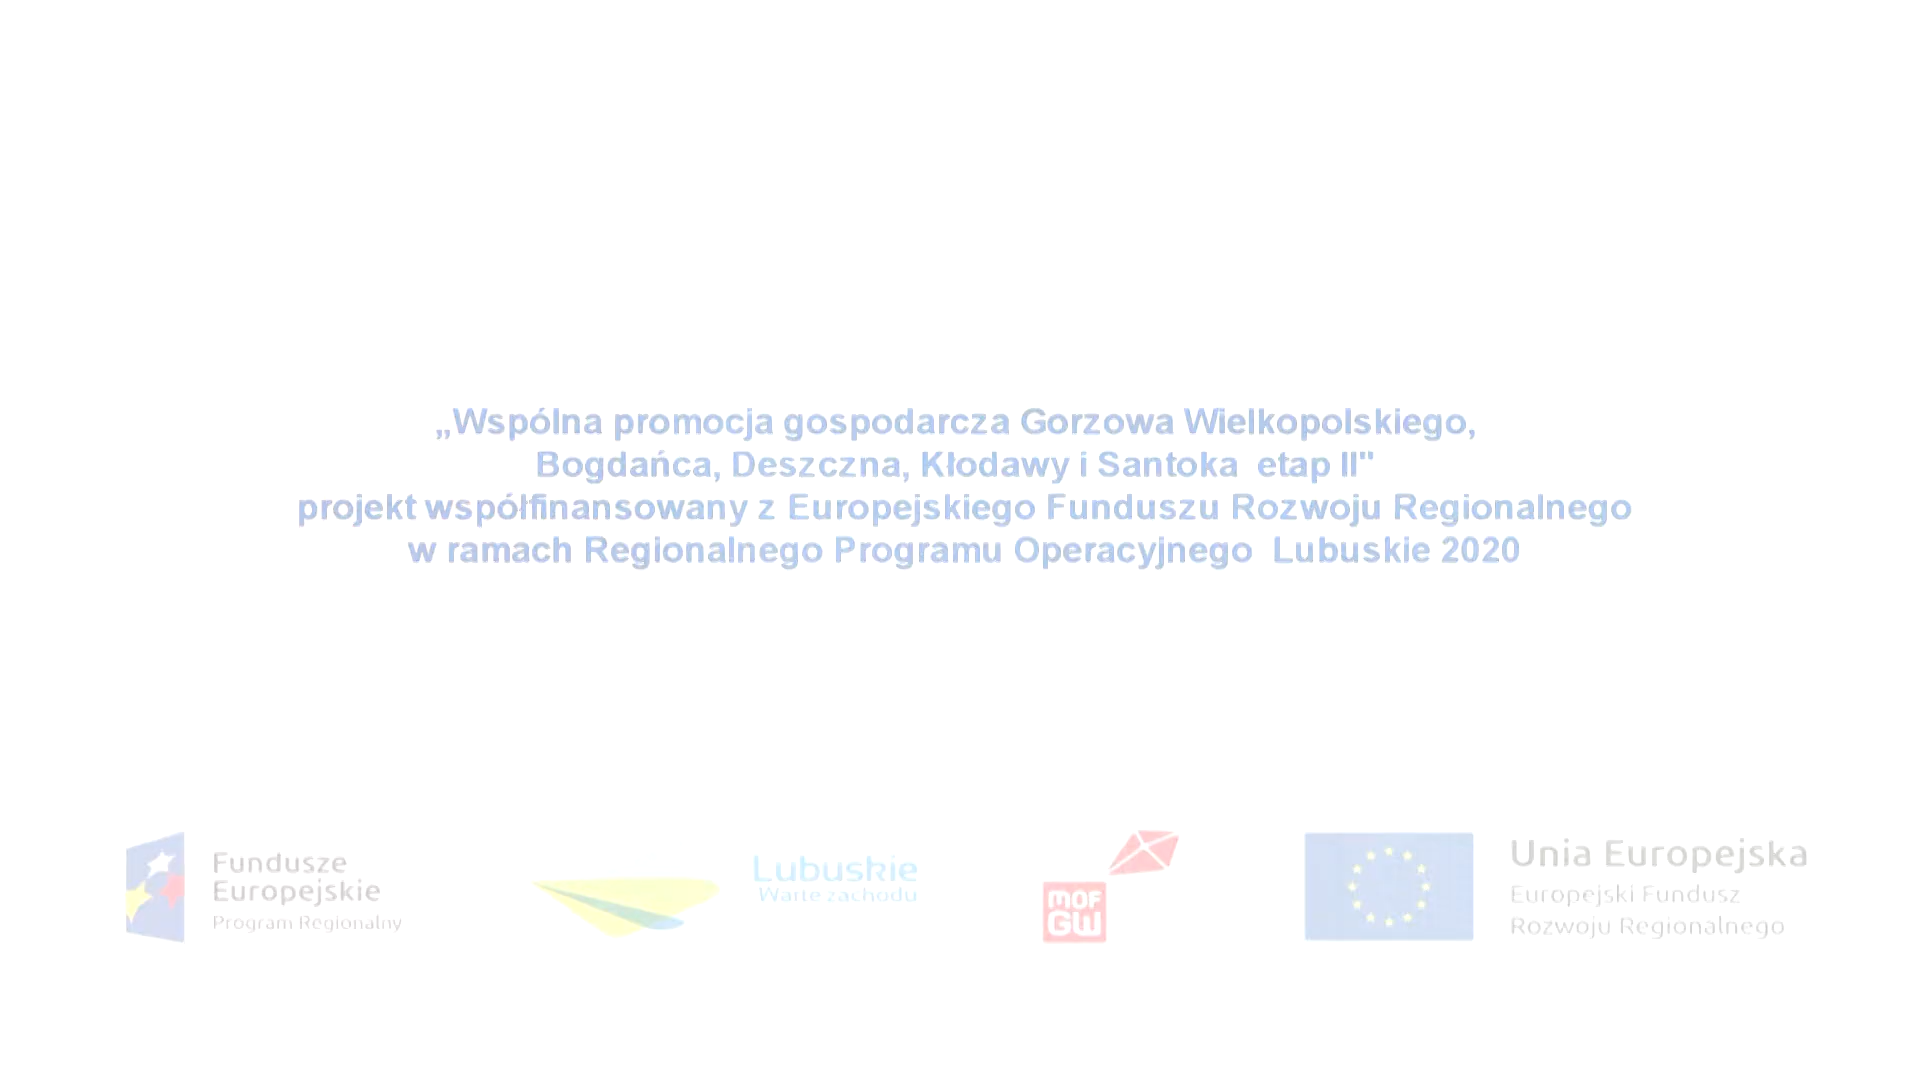 „Wspólna promocja gospodarcza Gorzowa Wielkopolskiego,
Bogdańca, Deszczna, Kłodawy i Santoka etap II"
projekt współfinansowany z Europejskiego Funduszu Rozwoju Regionalnego
w ramach Regionalnego Programu Operacyjnego Lubuskie 2020
Fundusze
Europejskie
Program Regionalny
Lubuskie
Warte zachodu
MOF
GW
Unia Europejska
Europejski Fundusz
Rozwoju Regionalnego